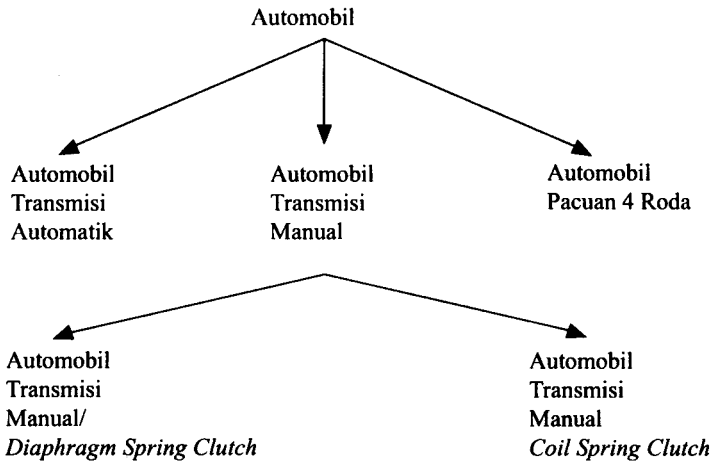 Automobil
Automobil
Transmisi
Automatik
Automobil
Transmisi
Manual
Automobil
Pacuan 4 Roda
Automobil
Transmisi
Manual/
Diaphragm Spring Clutch
Automobil
Transmisi
Manual
Coil Spring Clutch